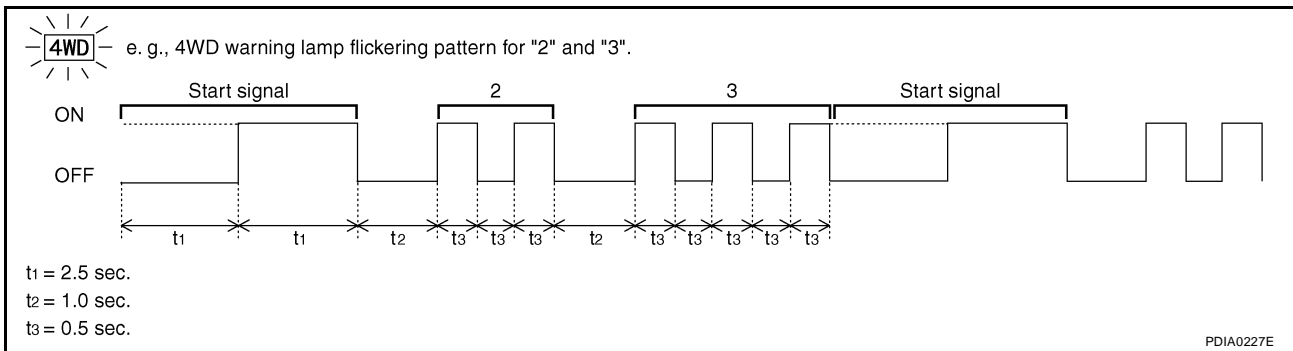 4WD e. g., 4WD warning lamp flickering pattern for "2" and "3".
Start signal 2 3 Start signal
ON
OFF
t1 t1 t2 t3 t3 t3 t2 t3 t3 t3 t3 t3
t1 = 2.5 sec.
t2 = 1.0 sec.
t3 = 0.5 sec.
PDIA0227E